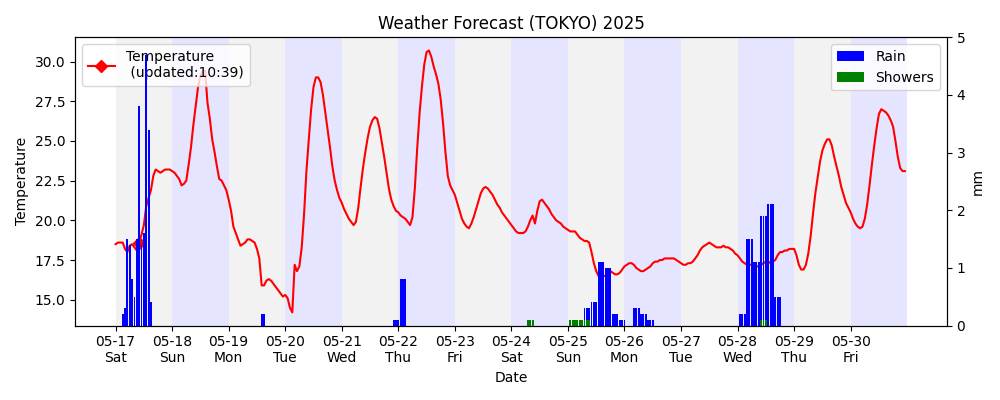 Weather Forecast (TOKYO) 2025
Temperature
(updated:10:39)
Rain
Showers
30.0
27.5
25.0
22.5
20.0
17.5
15.0
Temperature
5
4
3
2
1
0
mm
05-17 05-18 05-19 05-20 05-21 05-22 05-23 05-24 05-25 05-26 05-27 05-28 05-29 05-30
Sat Sun Mon Tue Wed Thu Fri Sat Sun Mon Tue Wed Thu Fri
Date